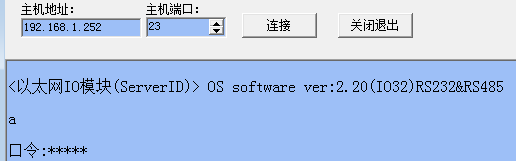 主机地址: 主机端口:
192.168.1.252 23 连接 关闭退出
<以太网IO模块(ServerID)> OS software ver:2.20(IO32)RS232&RS485
a
口令:*****